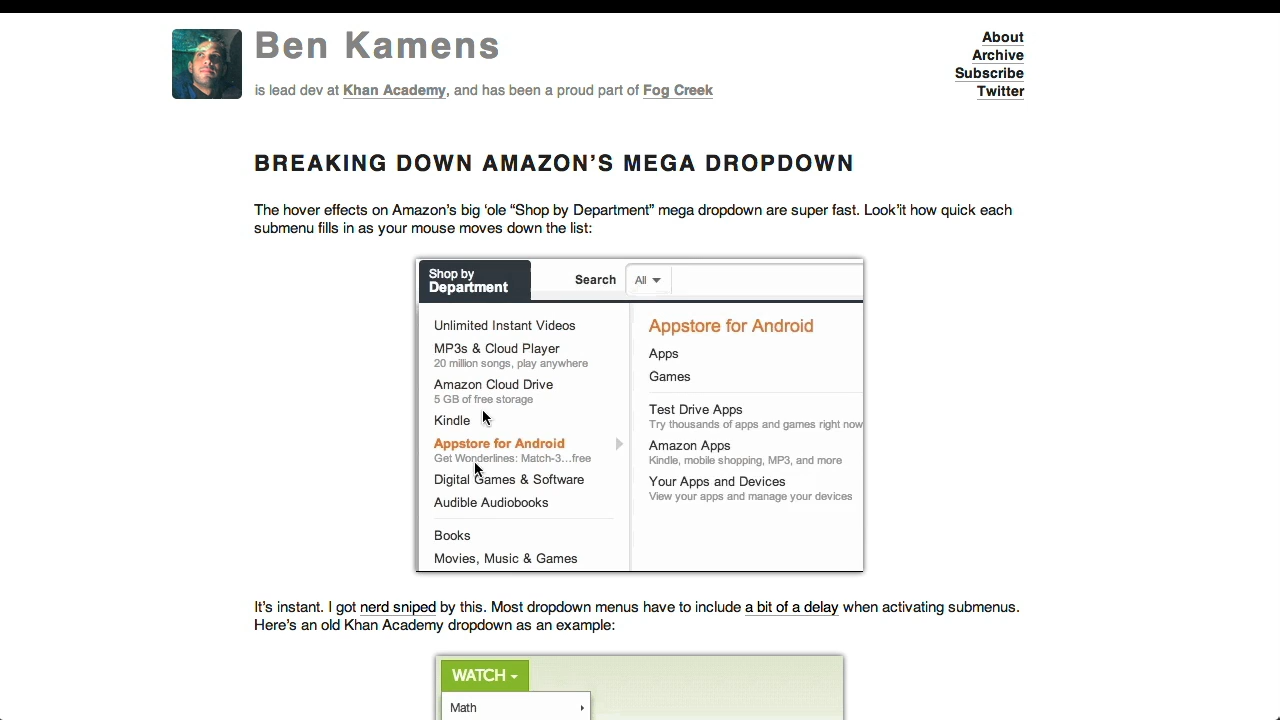 Ben Kamens
is lead dev at Khan Academy, and has been a proud part of Fog Creek
About
Archive
Subscribe
Twitter
BREAKING DOWN AMAZON’S MEGA DROPDOWN
The hover effects on Amazon’s big ‘ole “Shop by Department” mega dropdown are super fast. Look’it how quick each
submenu fills in as your mouse moves down the list:
Shop by
Department
Search
All
Unlimited Instant Videos
MP3s & Cloud Player
20 million songs, play anywhere
Amazon Cloud Drive
5 GB of free storage
Kindle
Appstore for Android
Get Wonderlines: Match-3...free
Digital Games & Software
Audible Audiobooks
Books
Movies, Music & Games
Appstore for Android
Apps
Games
Test Drive Apps
Try thousands of apps and games right now
Amazon Apps
Kindle, mobile shopping, MP3, and more
Your Apps and Devices
View your apps and manage your devices
It’s instant. I got nerd sniped by this. Most dropdown menus have to include a bit of a delay when activating submenus.
Here’s an old Khan Academy dropdown as an example:
WATCH
Math